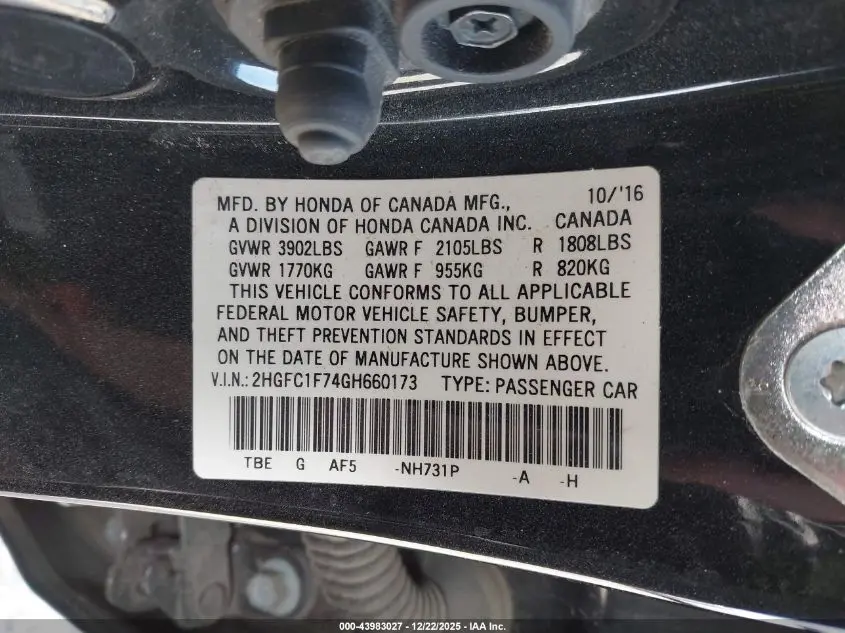 MFD. BY HONDA OF CANADA MFG., 10/'16
A DIVISION OF HONDA CANADA INC. CANADA
GVWR 3902LBS GAWR F 2105LBS R 1808LBS
GVWR 1770KG GAWR F 955KG R 820KG
THIS VEHICLE CONFORMS TO ALL APPLICABLE
FEDERAL MOTOR VEHICLE SAFETY, BUMPER,
AND THEFT PREVENTION STANDARDS IN EFFECT
ON THE DATE OF MANUFACTURE SHOWN ABOVE.
V.I.N.: 2HGFC1F74GH660173 TYPE: PASSENGER CAR
TBE G AF5 -NH731P -A -H
000-43983027 - 12/22/2025 - IAA Inc.